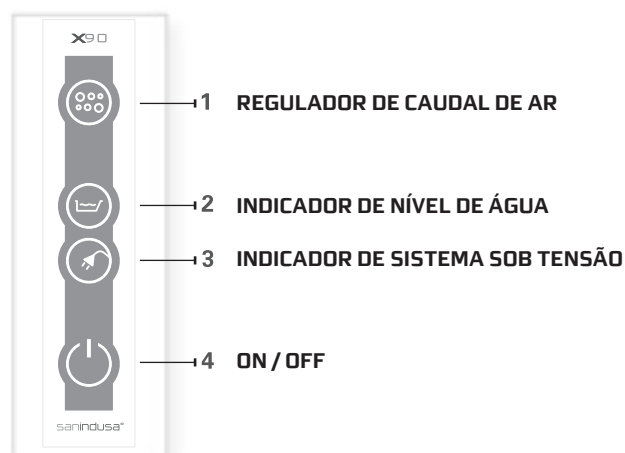 X90
1 REGULADOR DE CAUDAL DE AR
2 INDICADOR DE NÍVEL DE ÁGUA
3 INDICADOR DE SISTEMA SOB TENSÃO
4 ON / OFF
sanindusa®